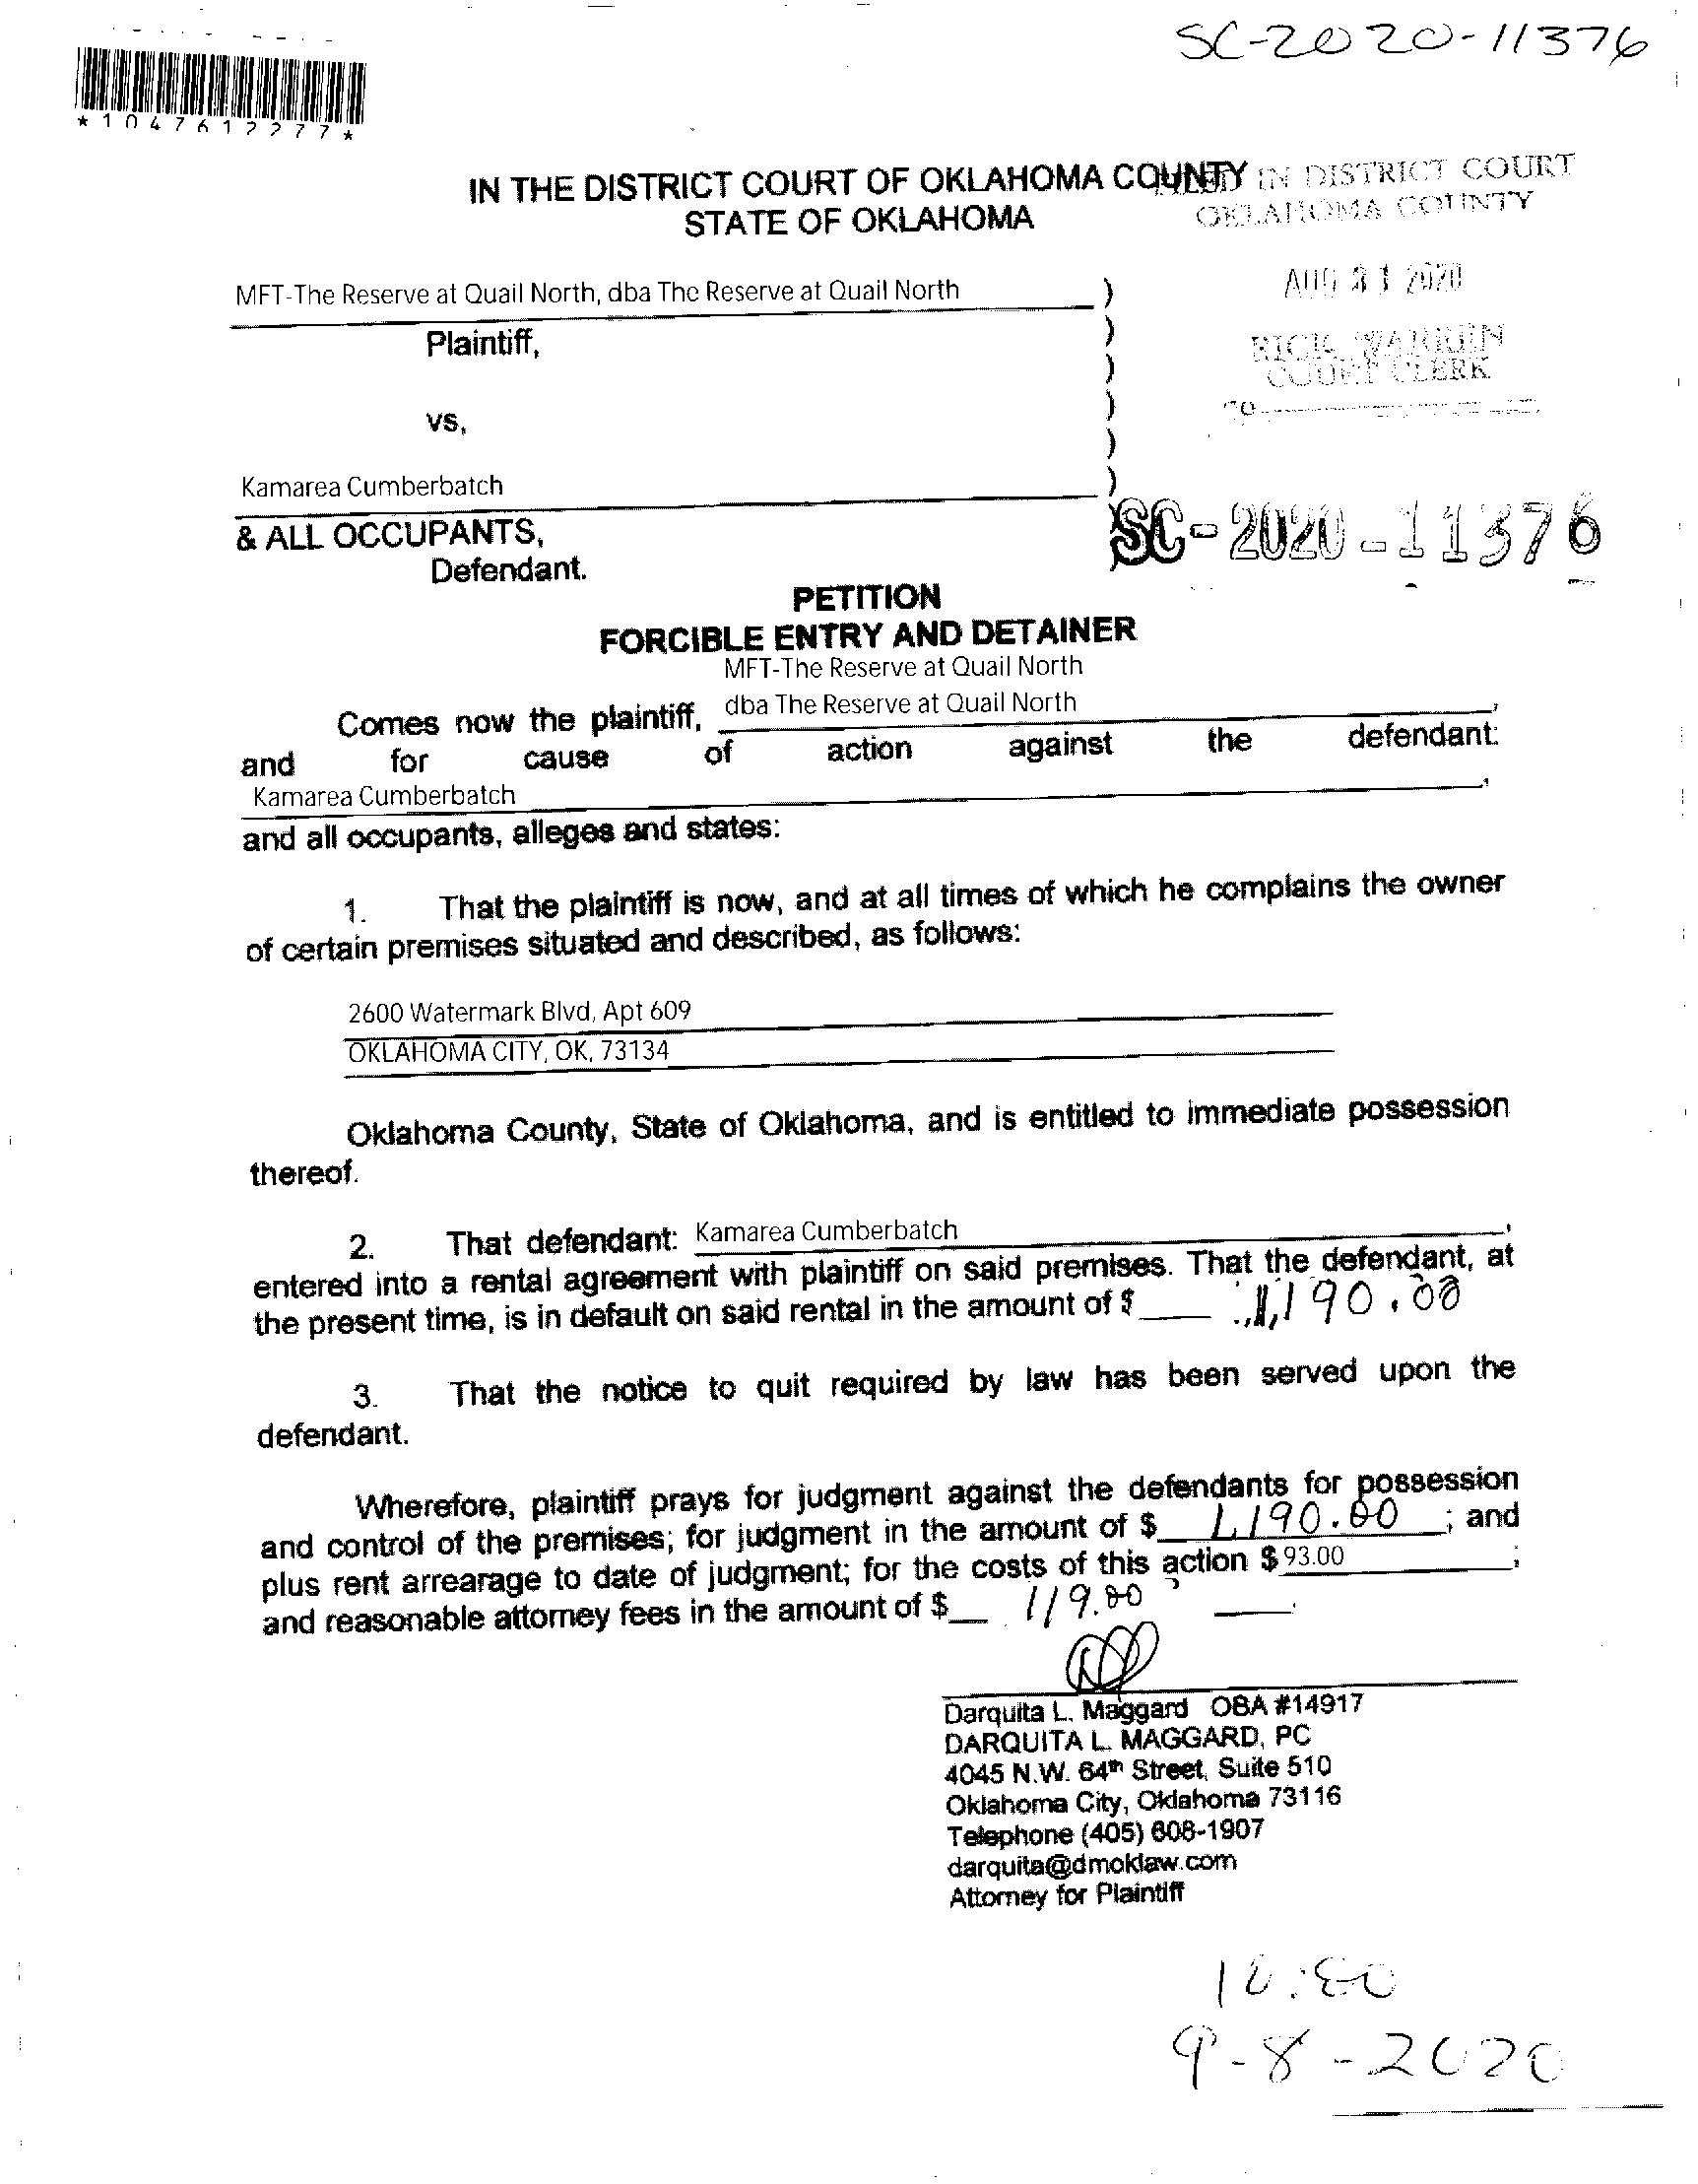 SC-2020-11376
*1047612277*
IN THE DISTRICT COURT OF OKLAHOMA COUNTY
STATE OF OKLAHOMA
FILED IN DISTRICT COURT
OKLAHOMA COUNTY
AUG 31 2020
RICK WARREN
COURT CLERK
MFT-The Reserve at Quail North, dba The Reserve at Quail North )
Plaintiff, )
)
vs, )
)
Kamarea Cumberbatch )
& ALL OCCUPANTS, )
Defendant.
SC-2020-11376
PETITION
FORCIBLE ENTRY AND DETAINER
MFT-The Reserve at Quail North
Comes now the plaintiff, dba The Reserve at Quail North,
and for cause of action against the defendant:
Kamarea Cumberbatch,
and all occupants, alleges and states:
1. That the plaintiff is now, and at all times of which he complains the owner
of certain premises situated and described, as follows:
2600 Watermark Blvd, Apt 609
OKLAHOMA CITY, OK, 73134
Oklahoma County, State of Oklahoma, and is entitled to immediate possession
thereof.
2. That defendant: Kamarea Cumberbatch,
entered into a rental agreement with plaintiff on said premises. That the defendant, at
the present time, is in default on said rental in the amount of $ 1,190.00
3. That the notice to quit required by law has been served upon the
defendant.
Wherefore, plaintiff prays for judgment against the defendants for possession
and control of the premises; for judgment in the amount of $ 1,190.00; and
plus rent arrearage to date of judgment; for the costs of this action $93.00;
and reasonable attorney fees in the amount of $ 119.00.
Darquita L. Maggard OBA #14917
DARQUITA L. MAGGARD, PC
4045 N.W. 64th Street, Suite 510
Oklahoma City, Oklahoma 73116
Telephone (405) 608-1907
darquita@dmoklaw.com
Attorney for Plaintiff
9-8-2020